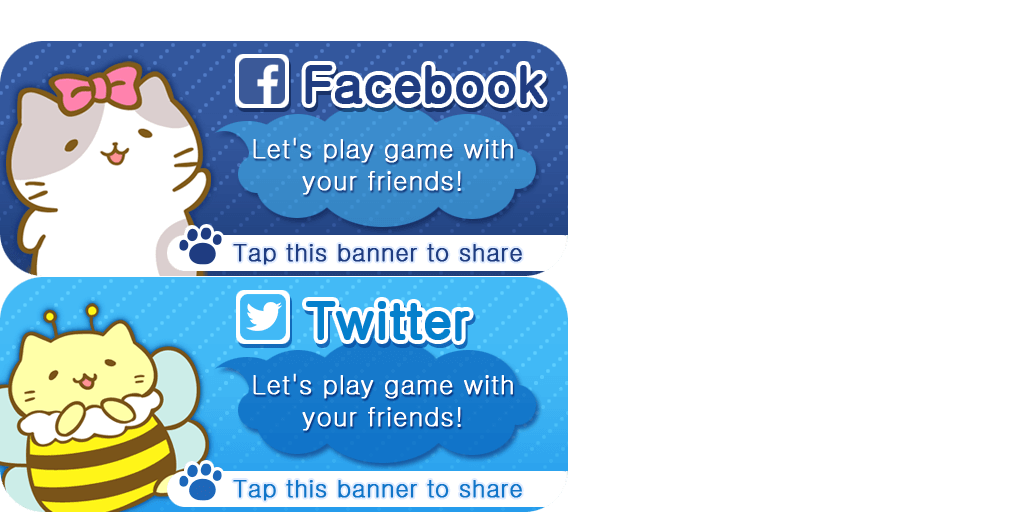 Facebook
Let's play game with
your friends!
Tap this banner to share
Twitter
Let's play game with
your friends!
Tap this banner to share